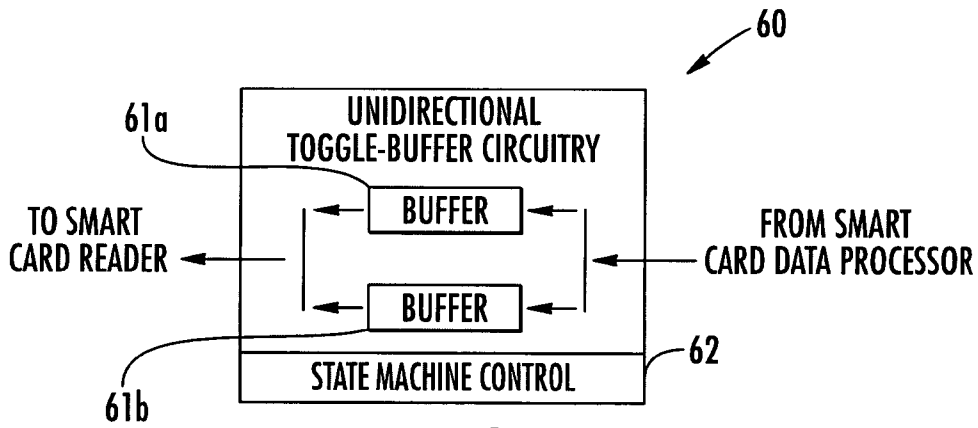 60
UNIDIRECTIONAL
TOGGLE-BUFFER CIRCUITRY
61a
BUFFER
TO SMART
CARD READER
FROM SMART
CARD DATA PROCESSOR
BUFFER
62
STATE MACHINE CONTROL
61b